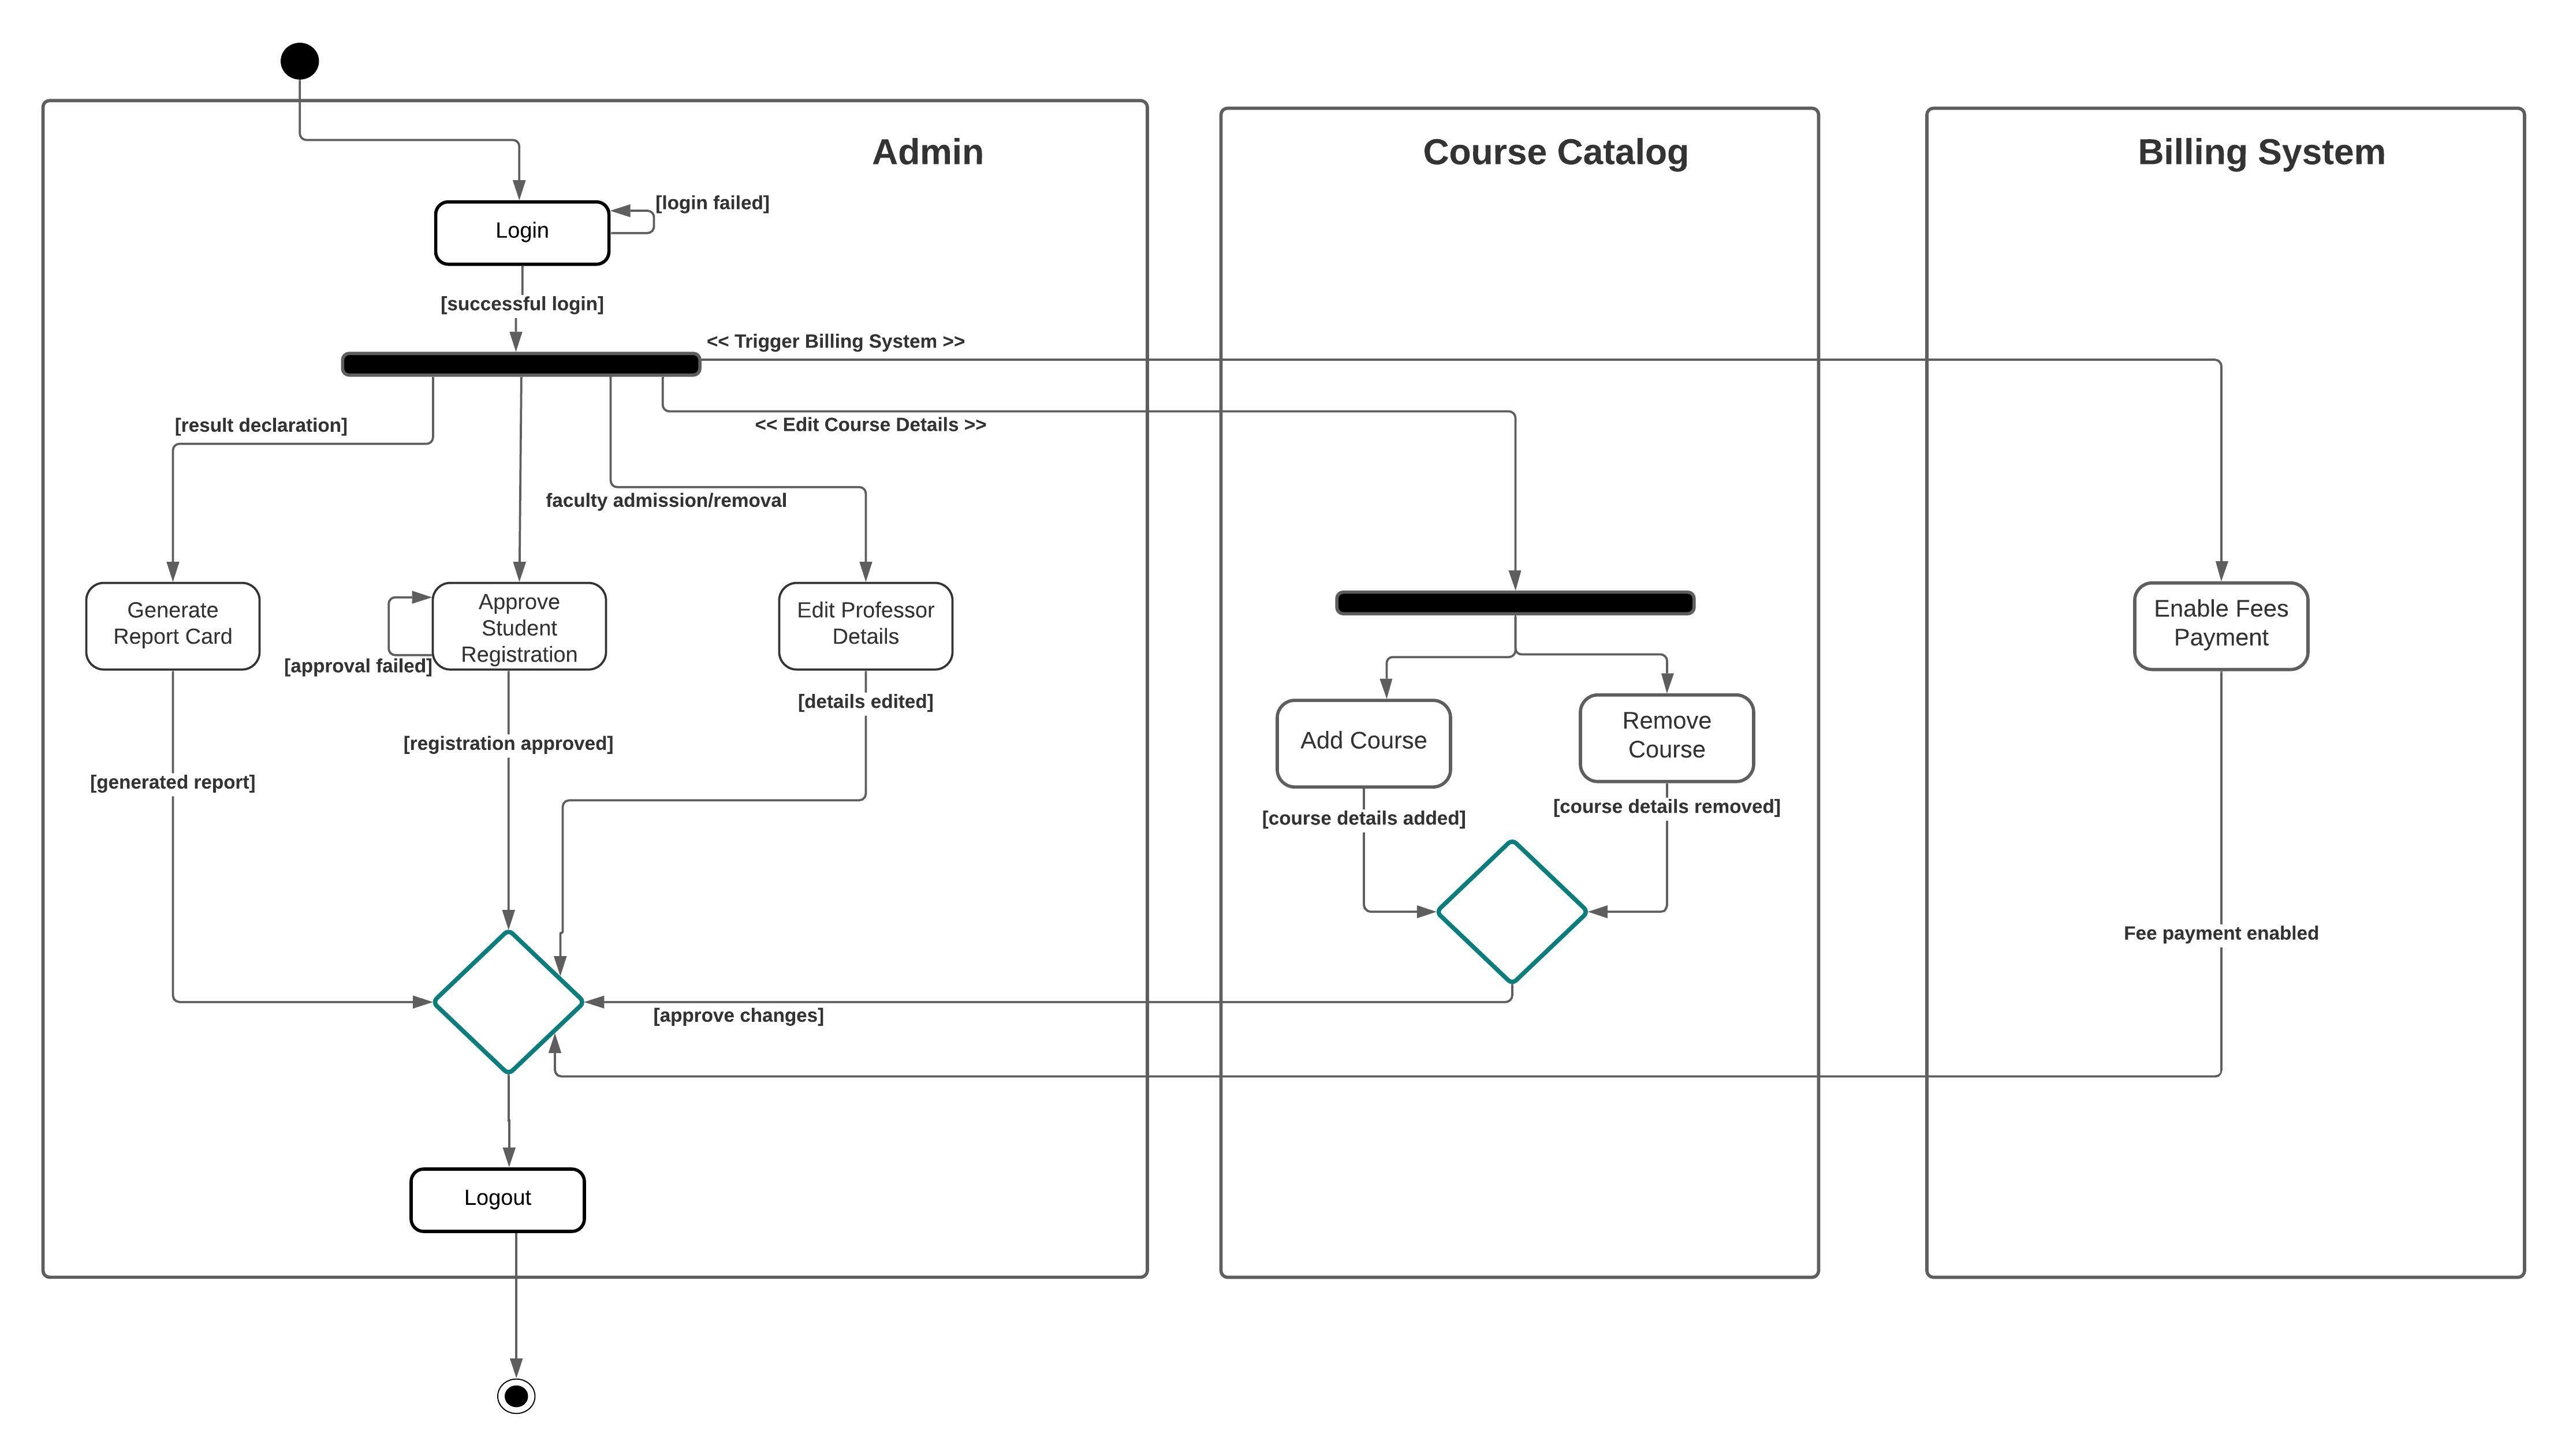 Admin
Course Catalog
Billing System
[login failed]
Login
[successful login]
<< Trigger Billing System >>
[result declaration]
<< Edit Course Details >>
faculty admission/removal
Generate
Report Card
Approve
Student
Registration
[approval failed]
Edit Professor
Details
Enable Fees
Payment
[details edited]
[registration approved]
[generated report]
Add Course
Remove
Course
[course details added]
[course details removed]
Fee payment enabled
[approve changes]
Logout